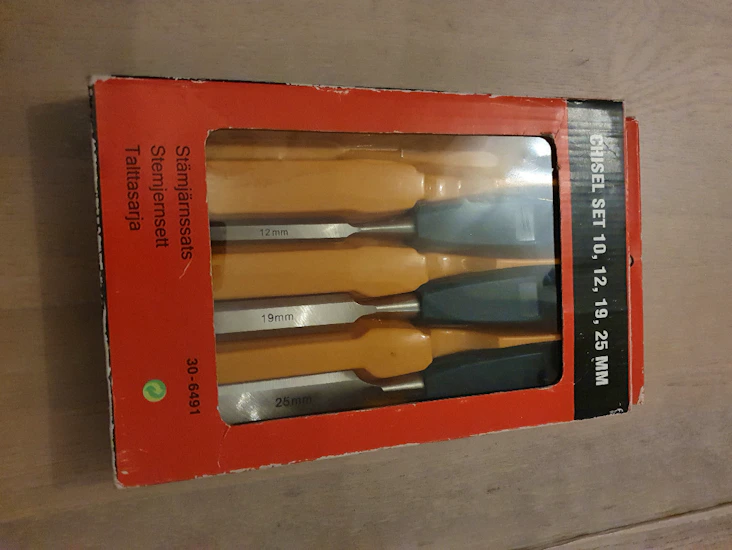 CHISEL SET 10, 12, 19, 25 MM
12mm
19mm
25mm
Stämjärnssats
Stemjernsett
Talttasarja
30-6491